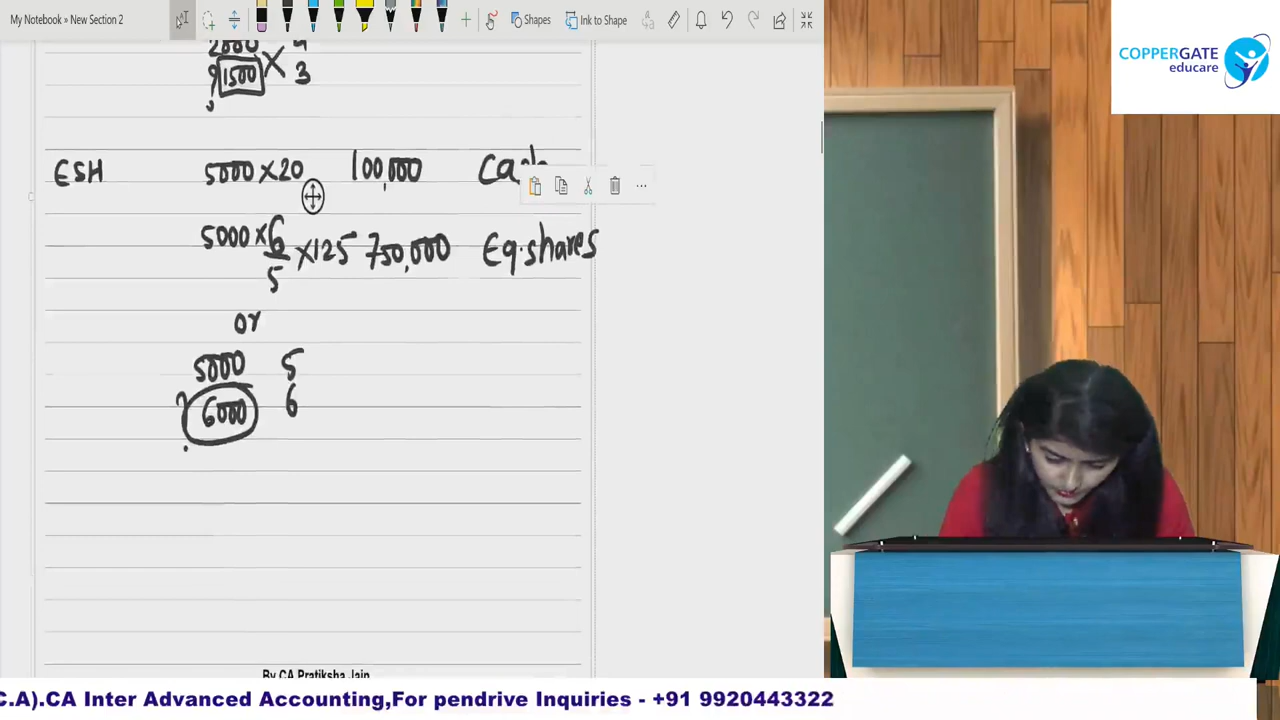 My Notebook » New Section 2
Shapes
Ink to Shape
COPPERGATE
educare
2000 × 4
? 1500 3
ESH 5000 × 20 100,000 Cash
5000 × 6/5 × 125 750,000 Eq. shares
or
5000 5
? 6000 6
By CA Pratiksha Jain
C.A).CA Inter Advanced Accounting,For pendrive Inquiries - +91 9920443322